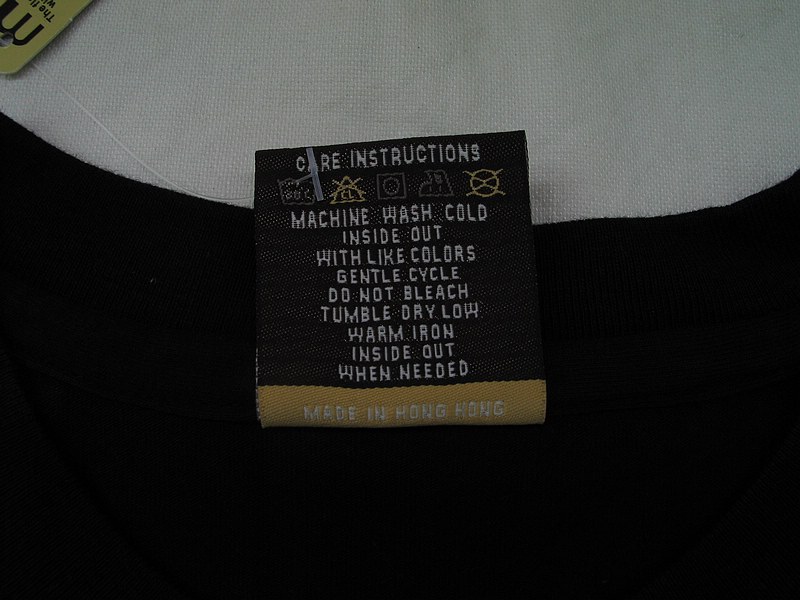 CARE INSTRUCTIONS
CL
MACHINE WASH COLD
INSIDE OUT
WITH LIKE COLORS
GENTLE CYCLE
DO NOT BLEACH
TUMBLE DRY LOW
WARM IRON
INSIDE OUT
WHEN NEEDED
MADE IN HONG KONG